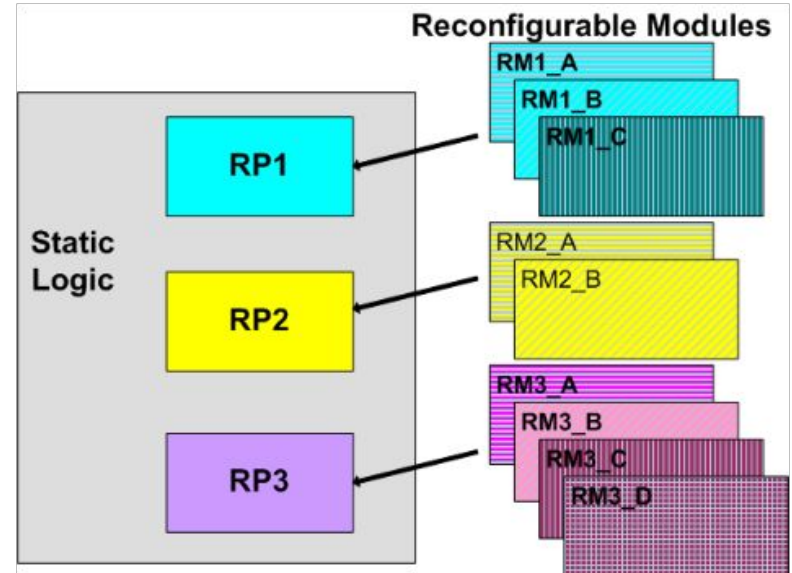 Reconfigurable Modules
RM1_A
RM1_B
RM1_C
RP1
Static
Logic
RM2_A
RM2_B
RP2
RM3_A
RM3_B
RM3_C
RM3_D
RP3